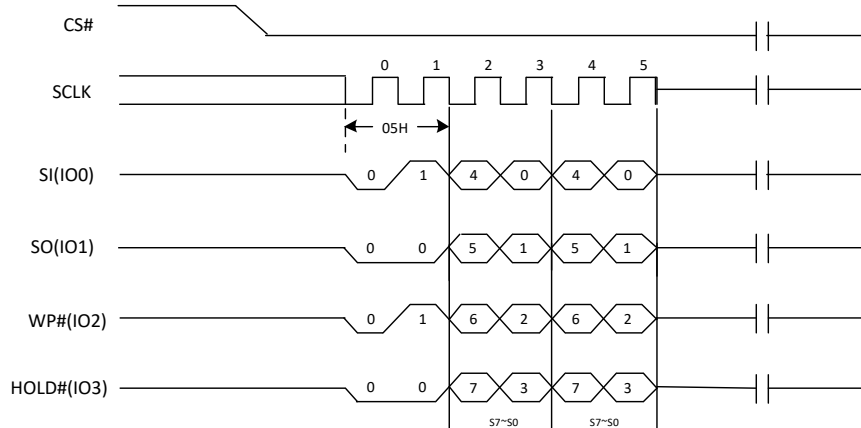 CS#
0 1 2 3 4 5
SCLK
05H
SI(IO0) 0 1 4 0 4 0
SO(IO1) 0 0 5 1 5 1
WP#(IO2) 0 1 6 2 6 2
HOLD#(IO3) 0 0 7 3 7 3
S7~S0 S7~S0